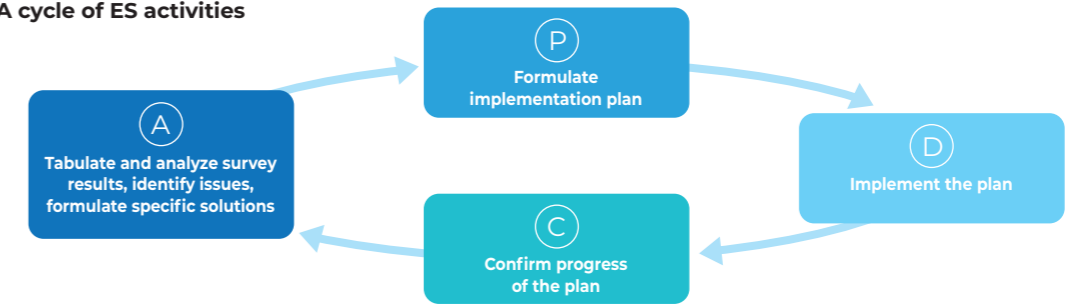 A cycle of ES activities
P
Formulate
implementation plan
A
Tabulate and analyze survey
results, identify issues,
formulate specific solutions
D
Implement the plan
C
Confirm progress
of the plan